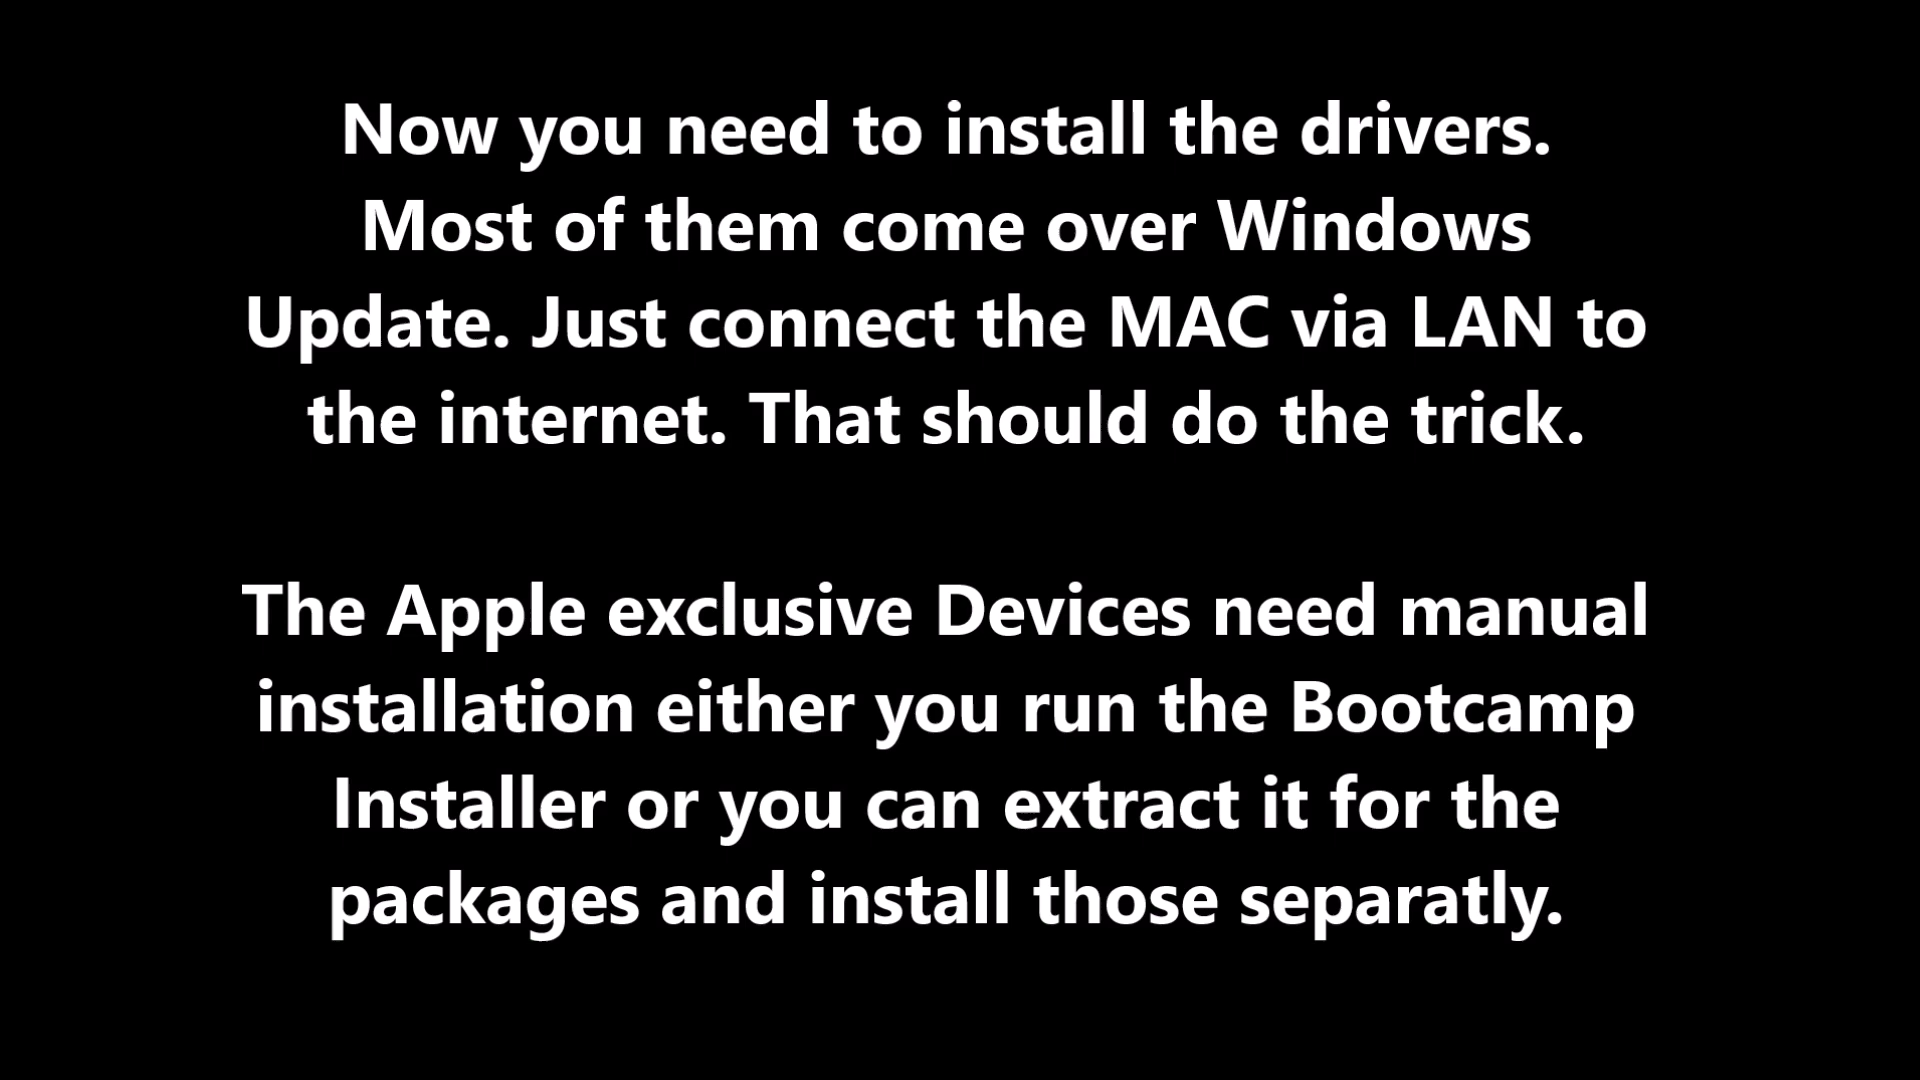 Now you need to install the drivers.
Most of them come over Windows
Update. Just connect the MAC via LAN to
the internet. That should do the trick.
The Apple exclusive Devices need manual
installation either you run the Bootcamp
Installer or you can extract it for the
packages and install those separatly.